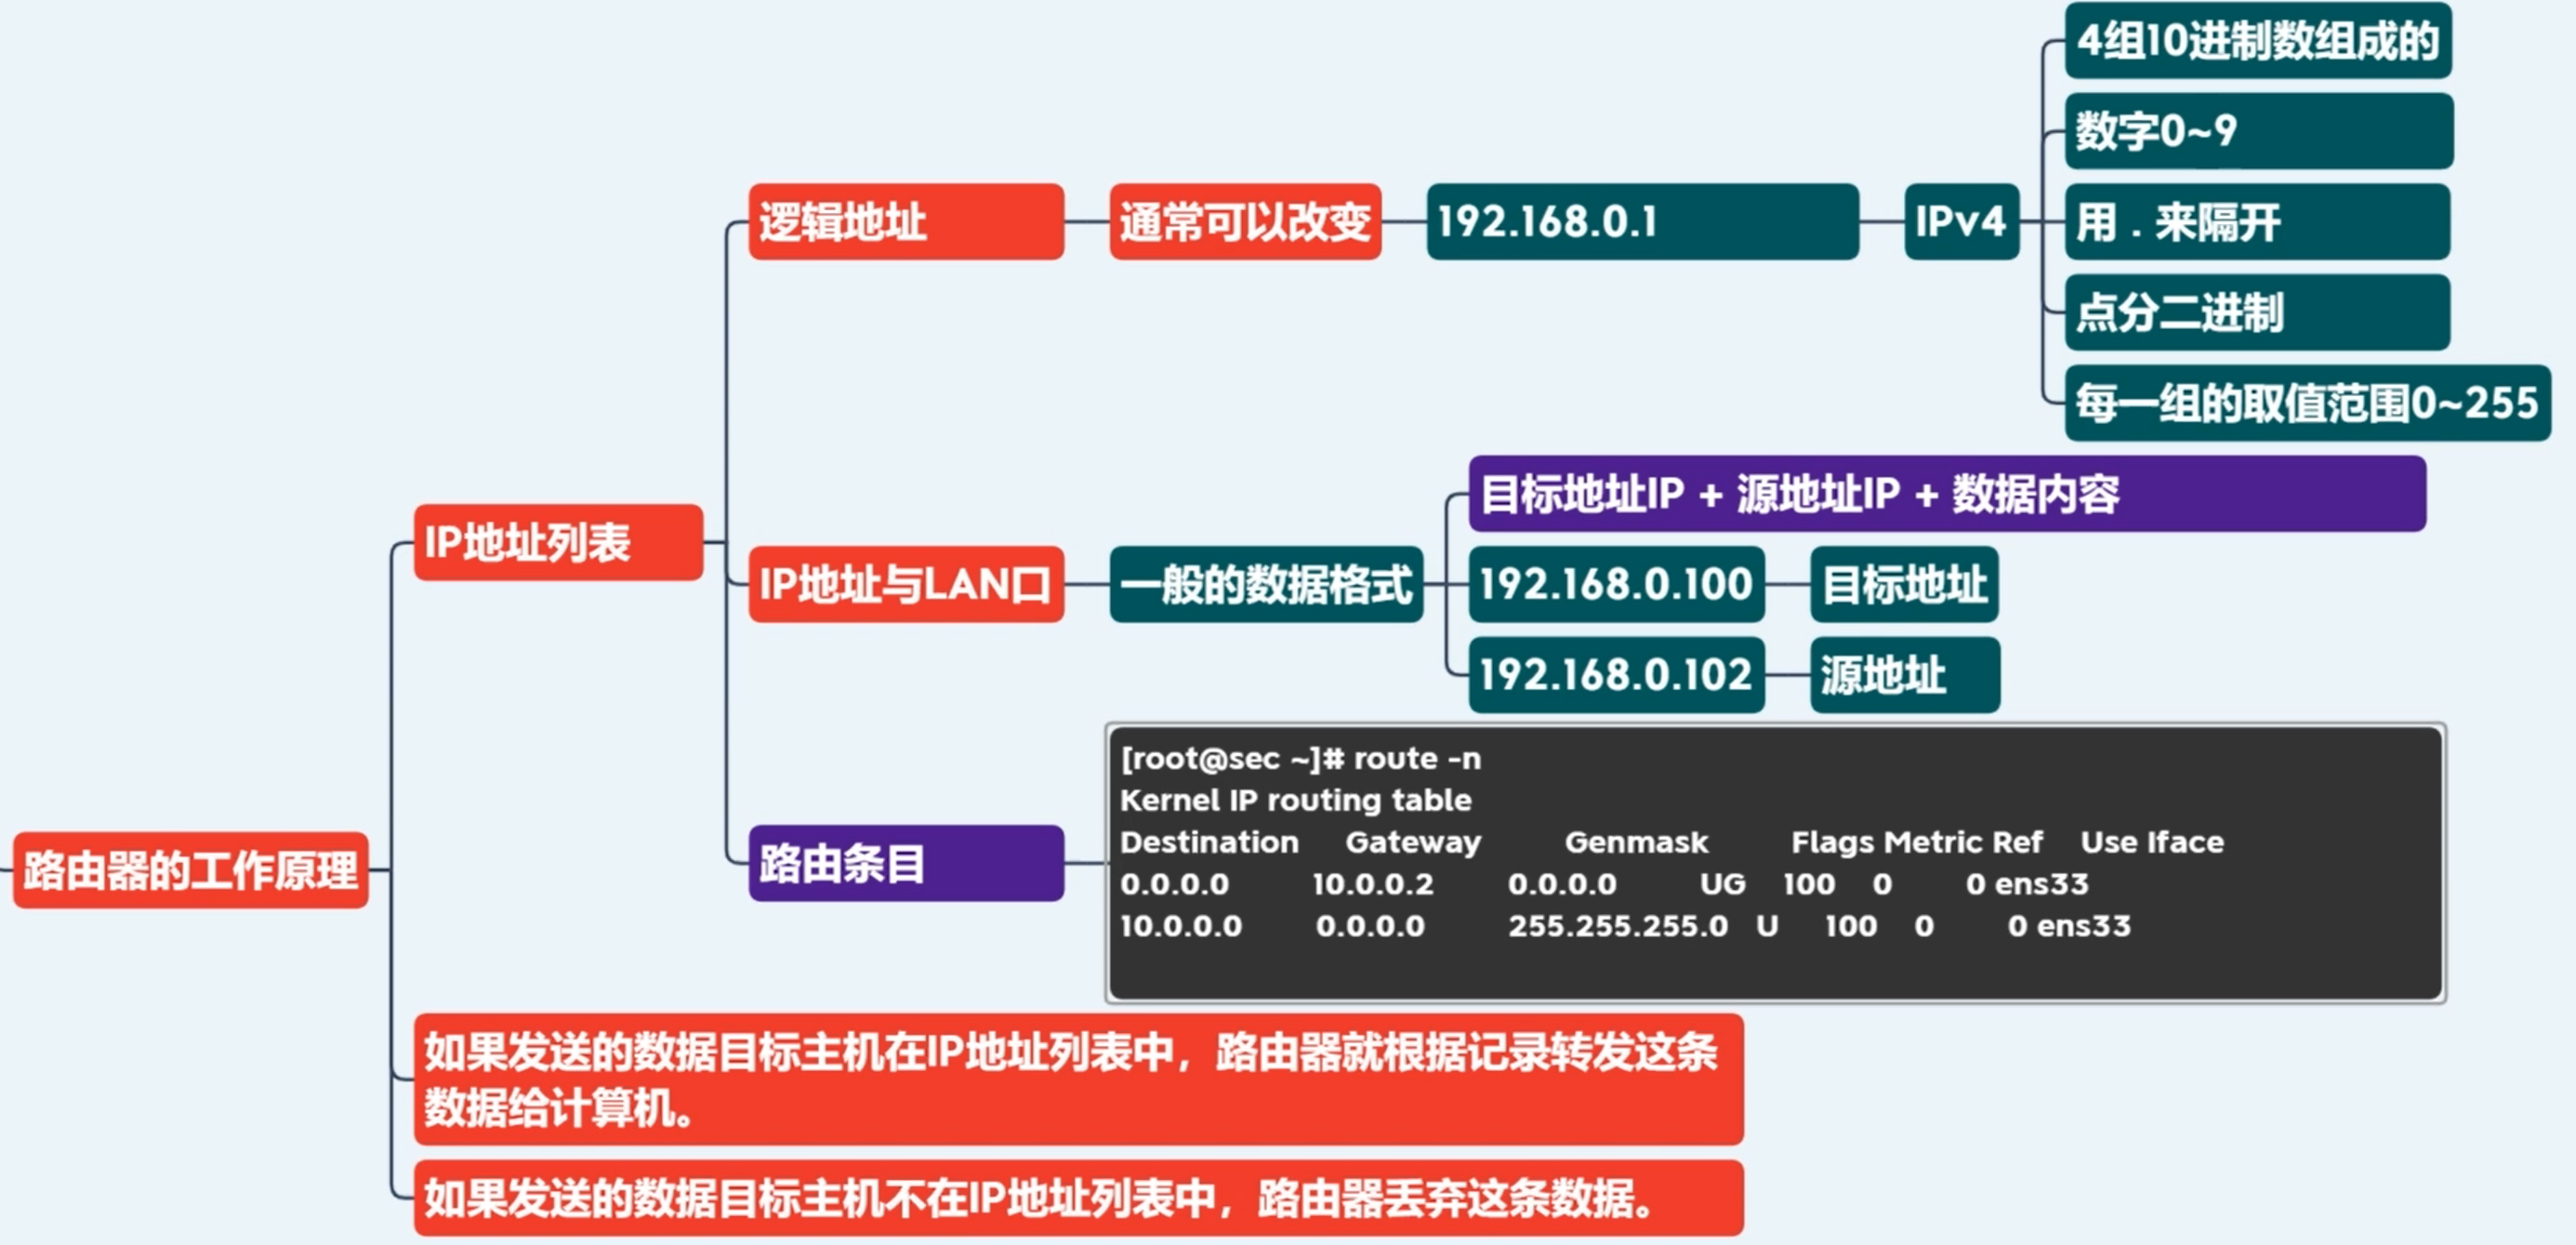 4组10进制数组成的
数字0~9
逻辑地址
通常可以改变
192.168.0.1
IPv4
用 . 来隔开
点分二进制
每一组的取值范围0~255
目标地址IP + 源地址IP + 数据内容
IP地址列表
IP地址与LAN口
一般的数据格式
192.168.0.100
目标地址
192.168.0.102
源地址
[root@sec ~]# route -n
Kernel IP routing table
Destination Gateway Genmask Flags Metric Ref Use Iface
路由器的工作原理
路由条目
0.0.0.0 10.0.0.2 0.0.0.0 UG 100 0 0 ens33
10.0.0.0 0.0.0.0 255.255.255.0 U 100 0 0 ens33
如果发送的数据目标主机在IP地址列表中，路由器就根据记录转发这条
数据给计算机。
如果发送的数据目标主机不在IP地址列表中，路由器丢弃这条数据。